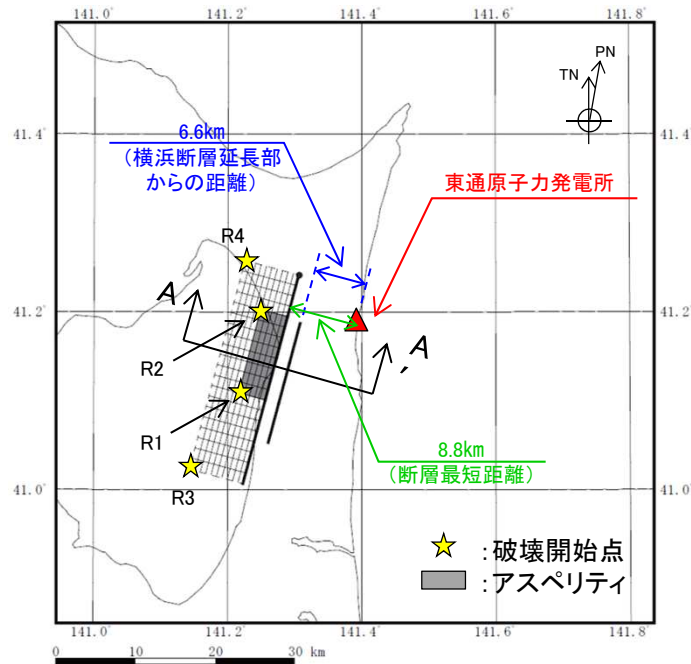 141.0°
141.2°
141.4°
141.6°
141.8°
PN
TN
41.4°
41.4°
6.6km
(横浜断層延長部
からの距離)
東通原子力発電所
R4
A
41.2°
41.2°
R2
A'
R1
8.8km
(断層最短距離)
R3
41.0°
41.0°
:破壊開始点
:アスペリティ
141.0°
141.2°
141.4°
141.6°
141.8°
0 10 20 30 km